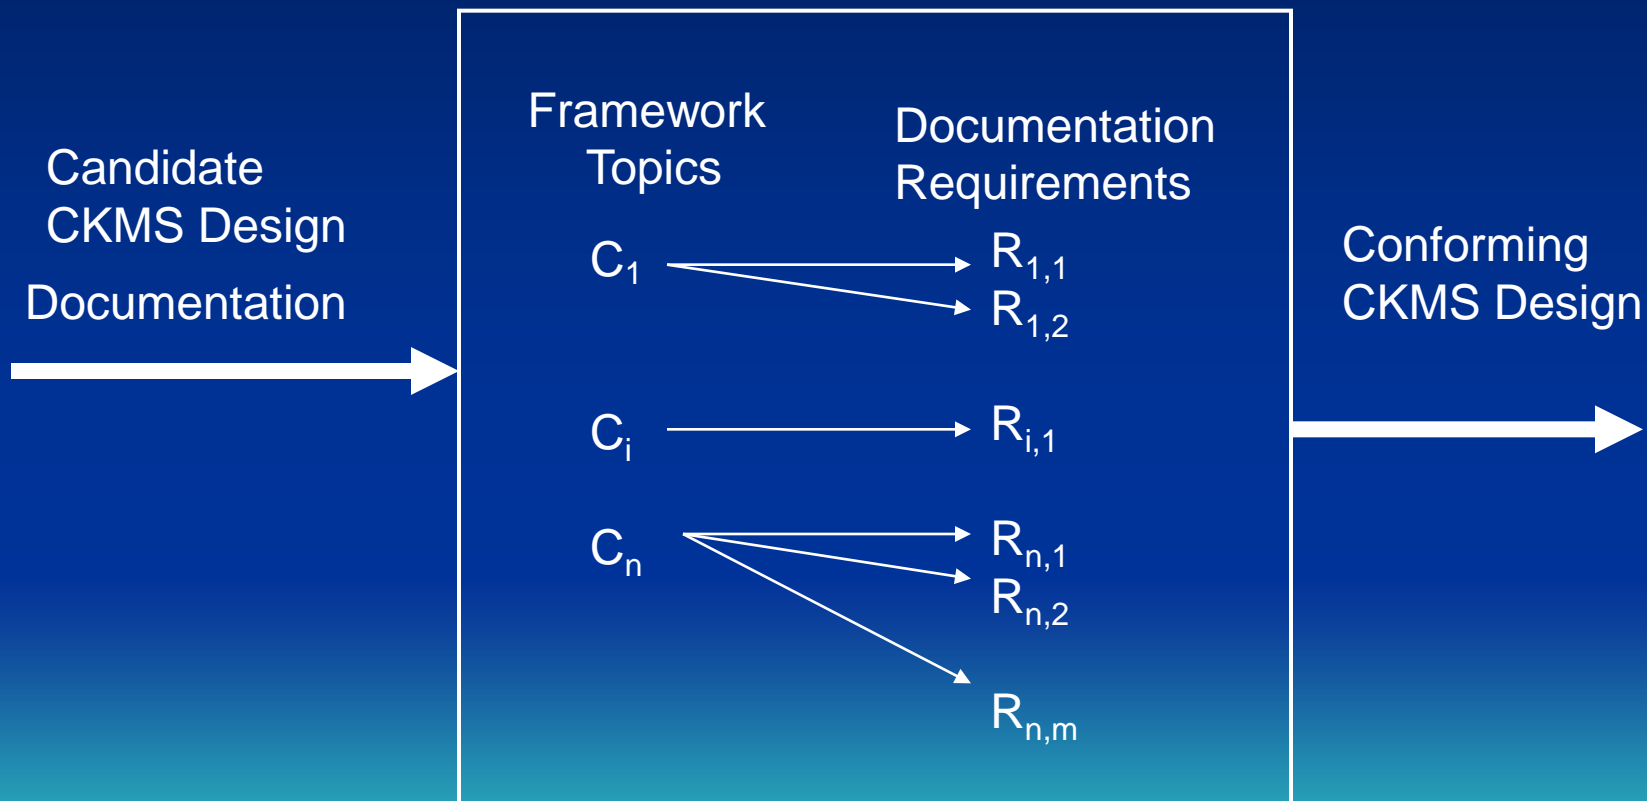 Candidate
CKMS Design
Documentation
Framework
Topics
Documentation
Requirements
C1
R1,1
R1,2
Ci
Ri,1
Cn
Rn,1
Rn,2
Rn,m
Conforming
CKMS Design